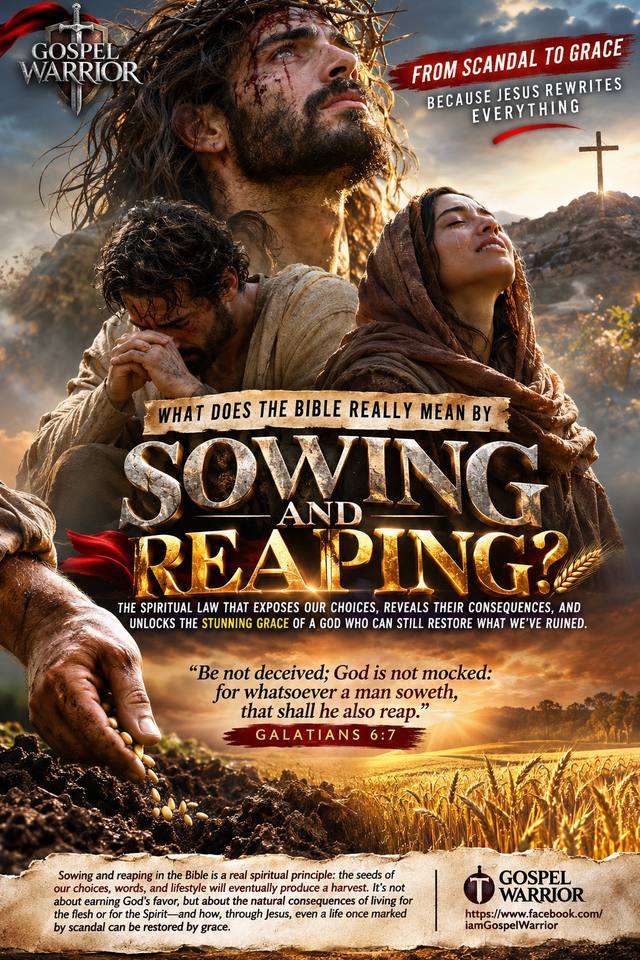 GOSPEL
WARRIOR
FROM SCANDAL TO GRACE
BECAUSE JESUS REWRITES
EVERYTHING
WHAT DOES THE BIBLE REALLY MEAN BY
SOWING
AND
REAPING?
THE SPIRITUAL LAW THAT EXPOSES OUR CHOICES, REVEALS THEIR CONSEQUENCES, AND
UNLOCKS THE STUNNING GRACE OF A GOD WHO CAN STILL RESTORE WHAT WE'VE RUINED.
“Be not deceived; God is not mocked:
for whatsoever a man soweth,
that shall he also reap.”
GALATIANS 6:7
Sowing and reaping in the Bible is a real spiritual principle: the seeds of
our choices, words, and lifestyle will eventually produce a harvest. It's not
about earning God's favor, but about the natural consequences of living for
the flesh or for the Spirit—and how, through Jesus, even a life once marked
by scandal can be restored by grace.
GOSPEL
WARRIOR
https://www.facebook.com/
iamGospelWarrior